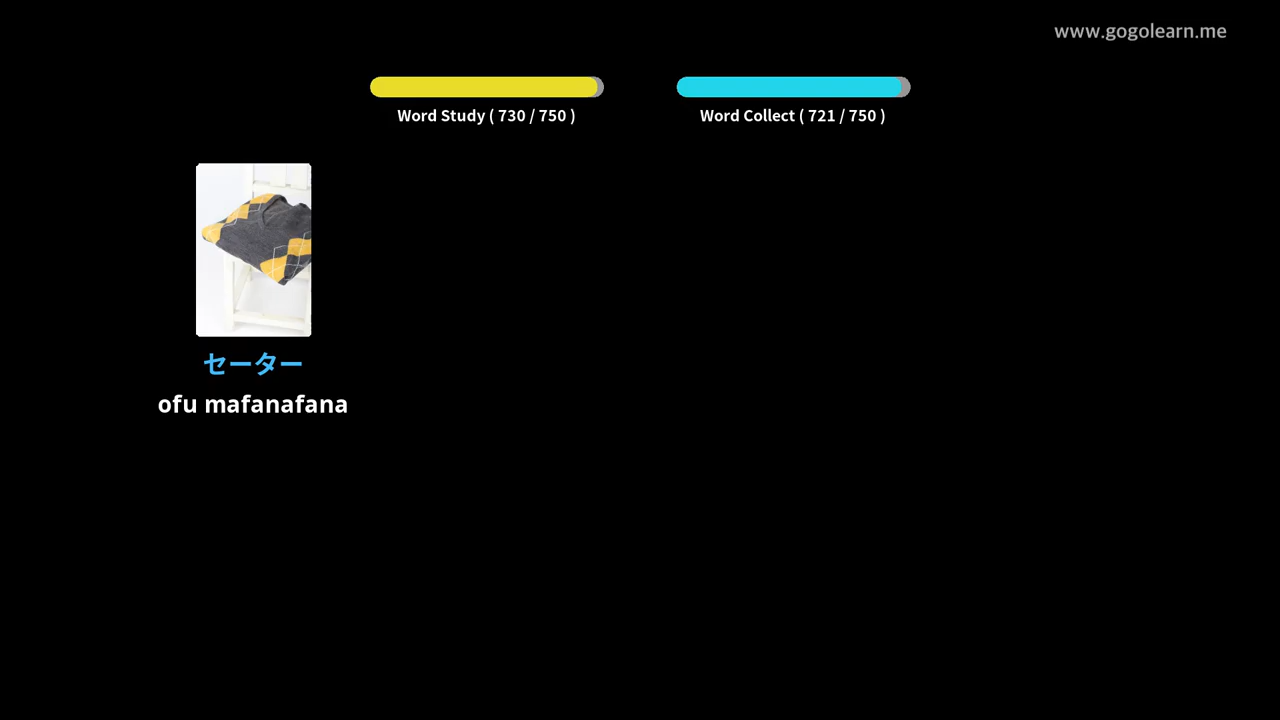 www.gogolearn.me
Word Study ( 730 / 750 )
Word Collect ( 721 / 750 )
セーター
ofu mafanafana